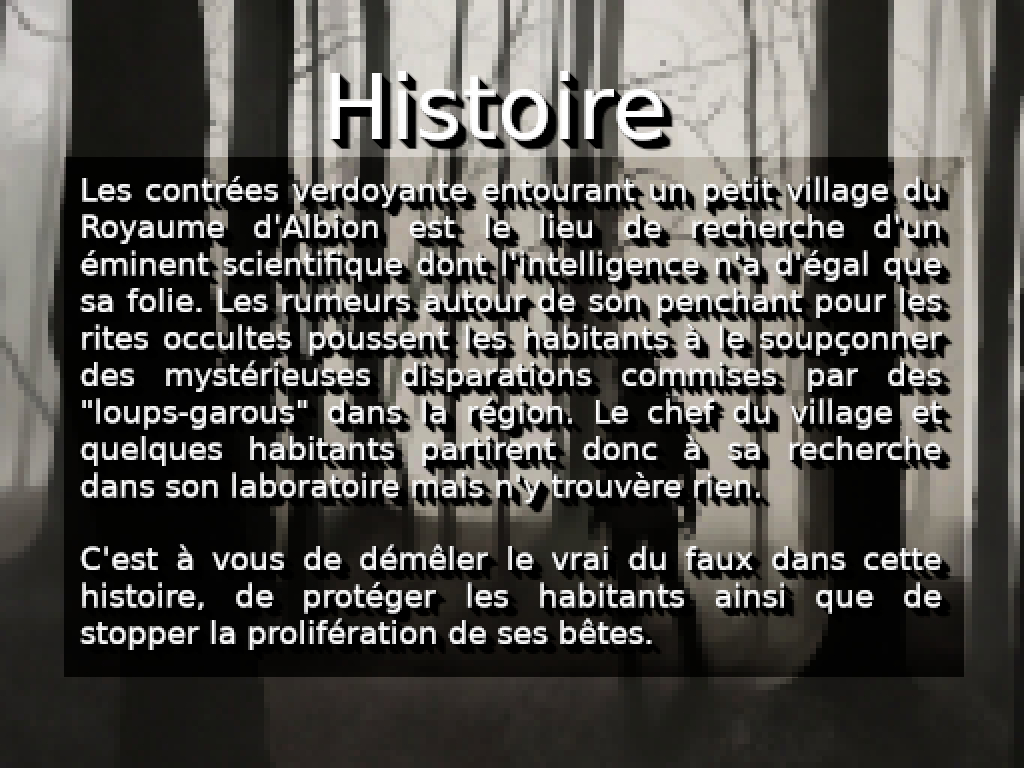 Histoire
Les contrées verdoyante entourant un petit village du
Royaume d'Albion est le lieu de recherche d'un
éminent scientifique dont l'intelligence n'a d'égal que
sa folie. Les rumeurs autour de son penchant pour les
rites occultes poussent les habitants à le soupçonner
des mystérieuses disparations commises par des
"loups-garous" dans la région. Le chef du village et
quelques habitants partirent donc à sa recherche
dans son laboratoire mais n'y trouvère rien.
C'est à vous de démêler le vrai du faux dans cette
histoire, de protéger les habitants ainsi que de
stopper la prolifération de ses bêtes.